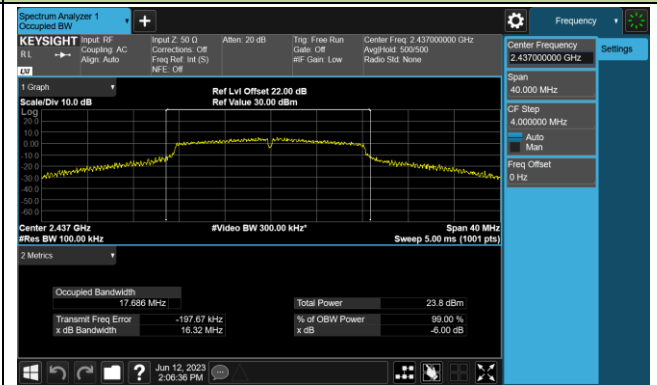 Spectrum Analyzer 1
Occupied BW
Frequency
KEYSIGHT
RL
Input: RF
Coupling: AC
Align: Auto
Input Z: 50 Ω
Corrections: Off
Freq Ref: Int (S)
NFE: Off
Atten: 20 dB
Trig: Free Run
Gate: Off
#IF Gain: Low
Center Freq: 2.437000000 GHz
Avg|Hold: 500/500
Radio Std: None
LXI
Center Frequency
2.437000000 GHz
Settings
Span
40.000 MHz
CF Step
4.000000 MHz
Auto
Man
Freq Offset
0 Hz
1 Graph
Scale/Div 10.0 dB
Ref Lvl Offset 22.00 dB
Ref Value 30.00 dBm
Log
20.0
10.0
0.00
-10.0
-20.0
-30.0
-40.0
-50.0
-60.0
Center 2.437 GHz
#Res BW 100.00 kHz
#Video BW 300.00 kHz*
Span 40 MHz
Sweep 5.00 ms (1001 pts)
2 Metrics
Occupied Bandwidth
17.686 MHz
Total Power 23.8 dBm
Transmit Freq Error -197.67 kHz
% of OBW Power 99.00 %
x dB Bandwidth 16.32 MHz
x dB -6.00 dB
Jun 12, 2023
2:06:36 PM